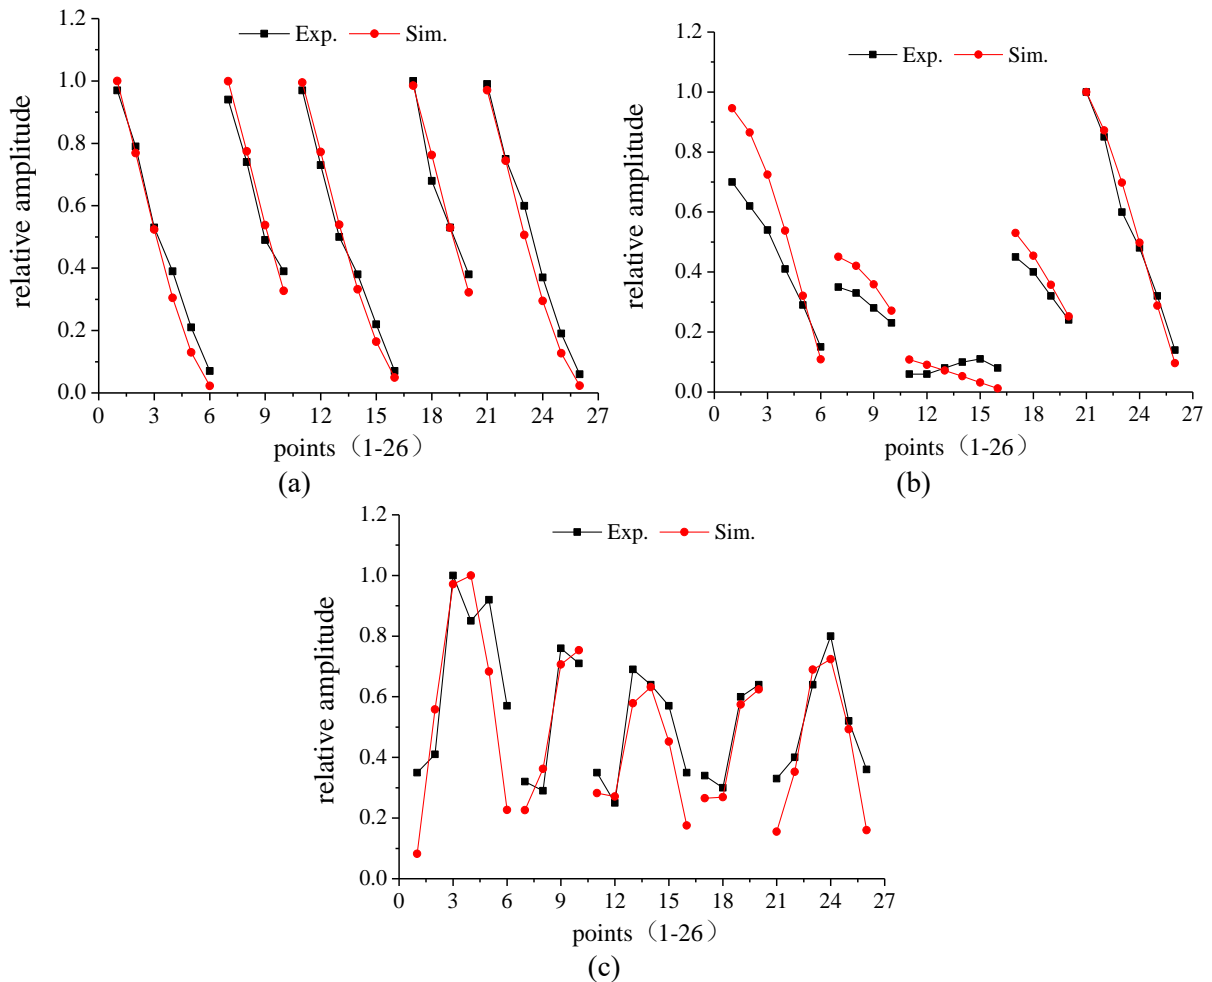 1.2
1.0
0.8
0.6
0.4
0.2
0.0
relative amplitude
Exp. Sim.
0 3 6 9 12 15 18 21 24 27
points（1-26）
(a)
1.2
1.0
0.8
0.6
0.4
0.2
0.0
relative amplitude
Exp. Sim.
0 3 6 9 12 15 18 21 24 27
points（1-26）
(b)
1.2
1.0
0.8
0.6
0.4
0.2
0.0
relative amplitude
Exp. Sim.
0 3 6 9 12 15 18 21 24 27
points（1-26）
(c)